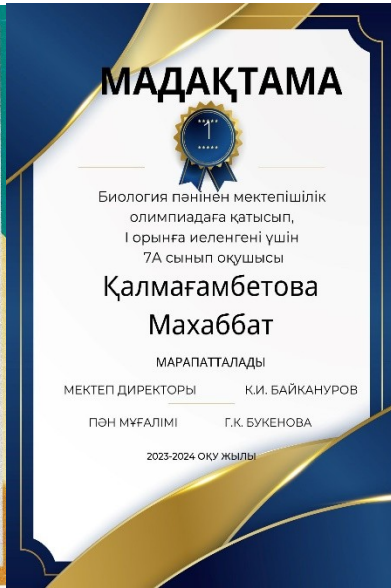 МАДАҚТАМА
1
Биология пәнінен мектепішілік
олимпиадаға қатысып,
І орынға иеленгені үшін
7А сынып оқушысы
Қалмағамбетова
Махаббат
МАРАПАТТАЛАДЫ
МЕКТЕП ДИРЕКТОРЫ К.И. БАЙКАНУРОВ
ПӘН МҰҒАЛІМІ Г.К. БУКЕНОВА
2023-2024 ОҚУ ЖЫЛЫ